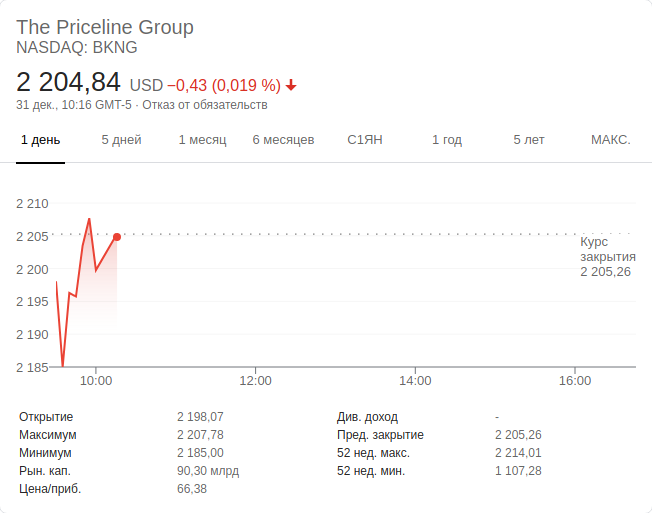 The Priceline Group
NASDAQ: BKNG
2 204,84 USD −0,43 (0,019 %)
31 дек., 10:16 GMT-5 · Отказ от обязательств
1 день 5 дней 1 месяц 6 месяцев С1ЯН 1 год 5 лет МАКС.
2 210
2 205
2 200
2 195
2 190
2 185
Курс
закрытия
2 205,26
10:00 12:00 14:00 16:00
Открытие 2 198,07 Див. доход -
Максимум 2 207,78 Пред. закрытие 2 205,26
Минимум 2 185,00 52 нед. макс. 2 214,01
Рын. кап. 90,30 млрд 52 нед. мин. 1 107,28
Цена/приб. 66,38